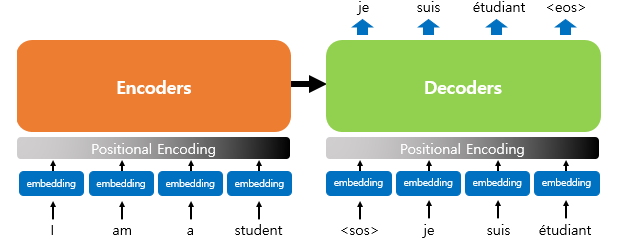 je suis étudiant <eos>
Encoders
Decoders
Positional Encoding
Positional Encoding
embedding embedding embedding embedding
embedding embedding embedding embedding
I am a student
<sos> je suis étudiant